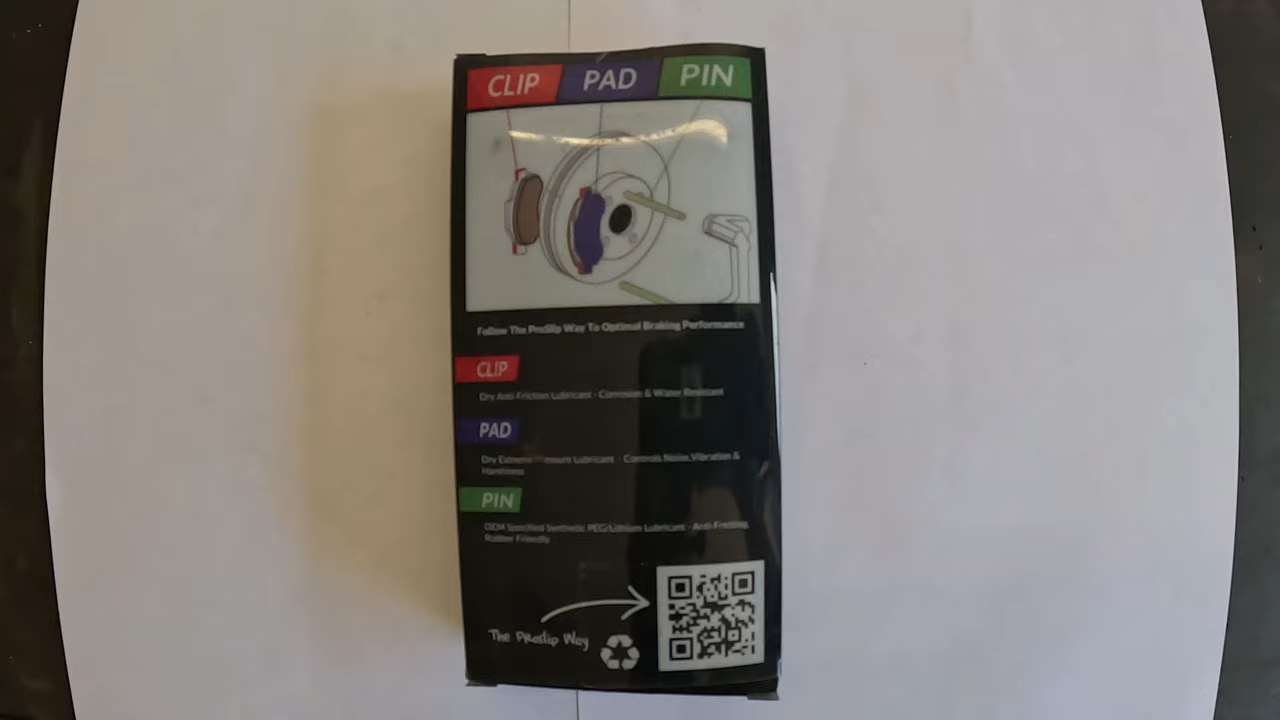 CLIP PAD PIN
Follow The ProSlip Way To Optimal Braking Performance
CLIP
Dry Anti-Friction Lubricant - Corrosion & Water Resistant
PAD
Dry Extreme Pressure Lubricant - Controls Noise, Vibration &
Harshness
PIN
OEM Specified Synthetic PEG/Lithium Lubricant - Anti-Freezing,
Rubber Friendly
The ProSlip Way